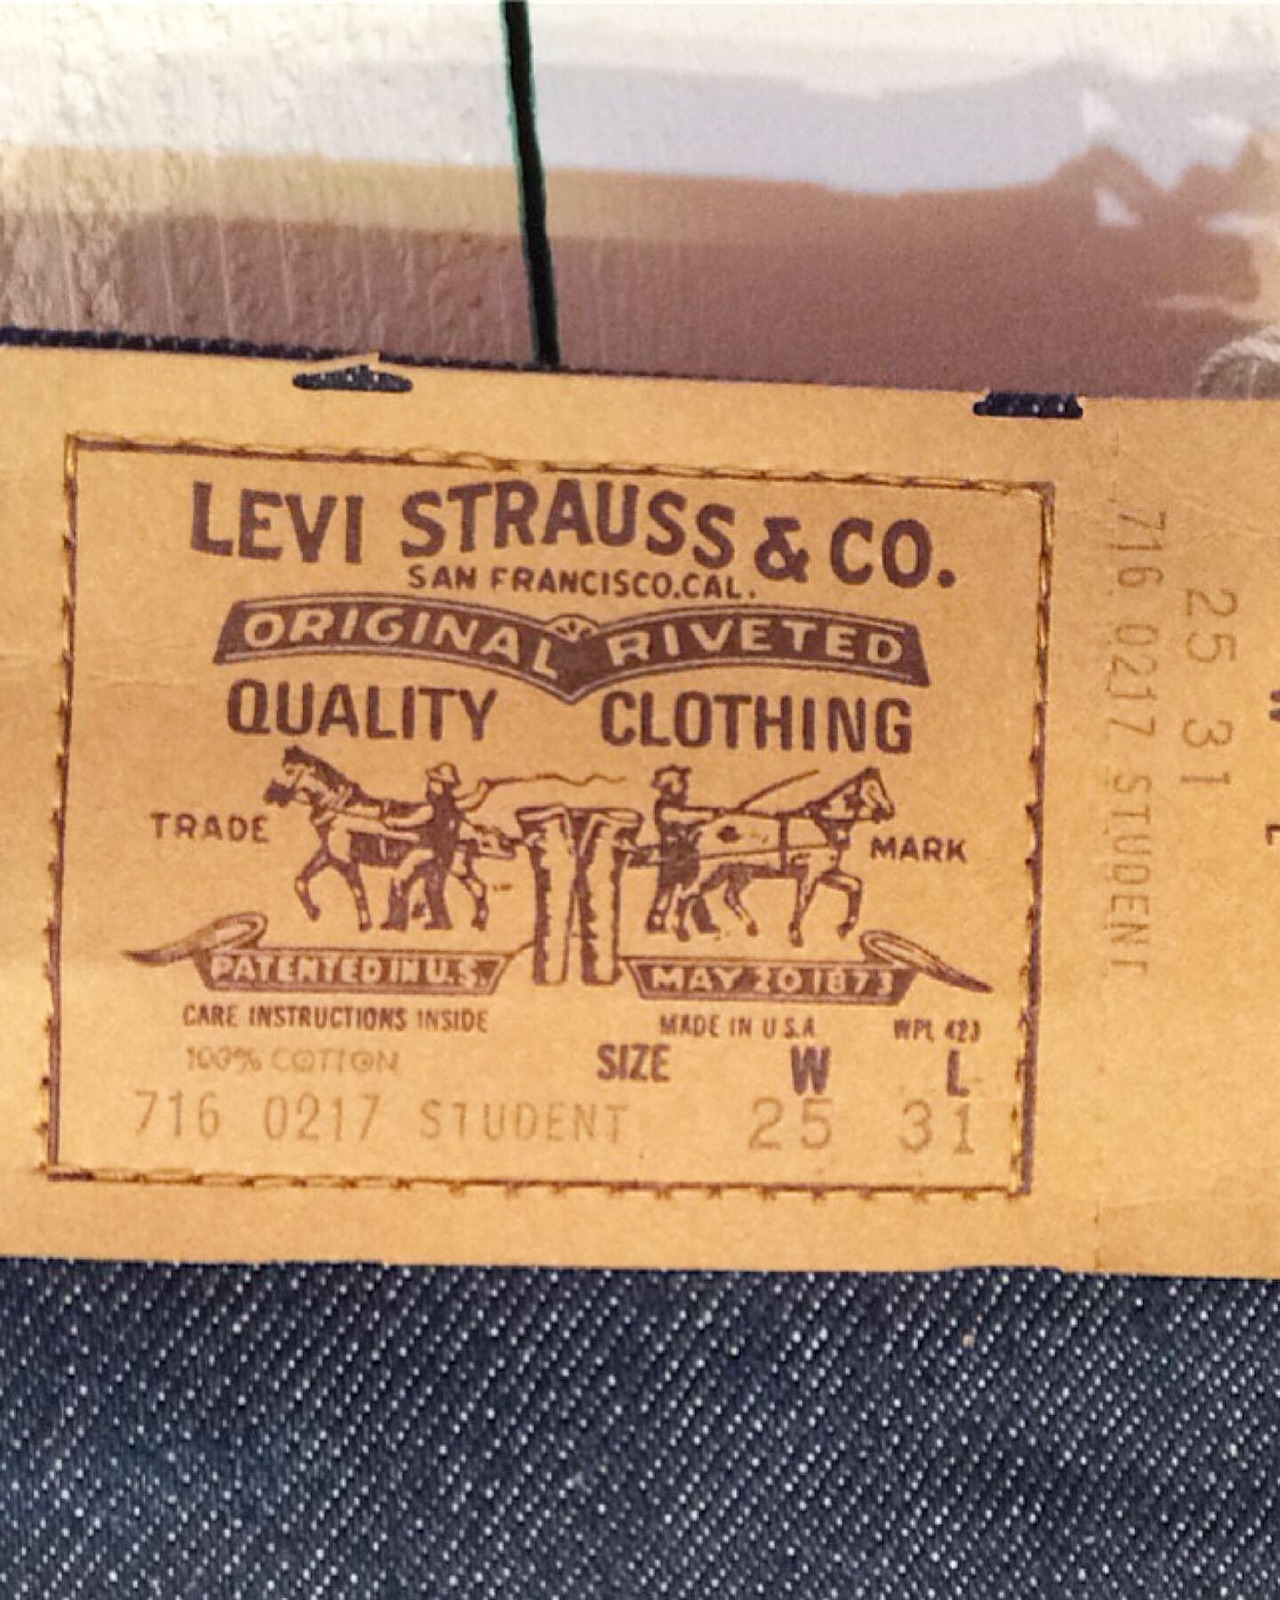 LEVI STRAUSS & CO.
SAN FRANCISCO.CAL.
ORIGINAL RIVETED
QUALITY CLOTHING
TRADE MARK
PATENTED IN U.S. MAY 20 1873
CARE INSTRUCTIONS INSIDE MADE IN U S A WPL 423
100% COTTON SIZE W L
716 0217 STUDENT 25 31
25 31
716 0217 STUDENT
L